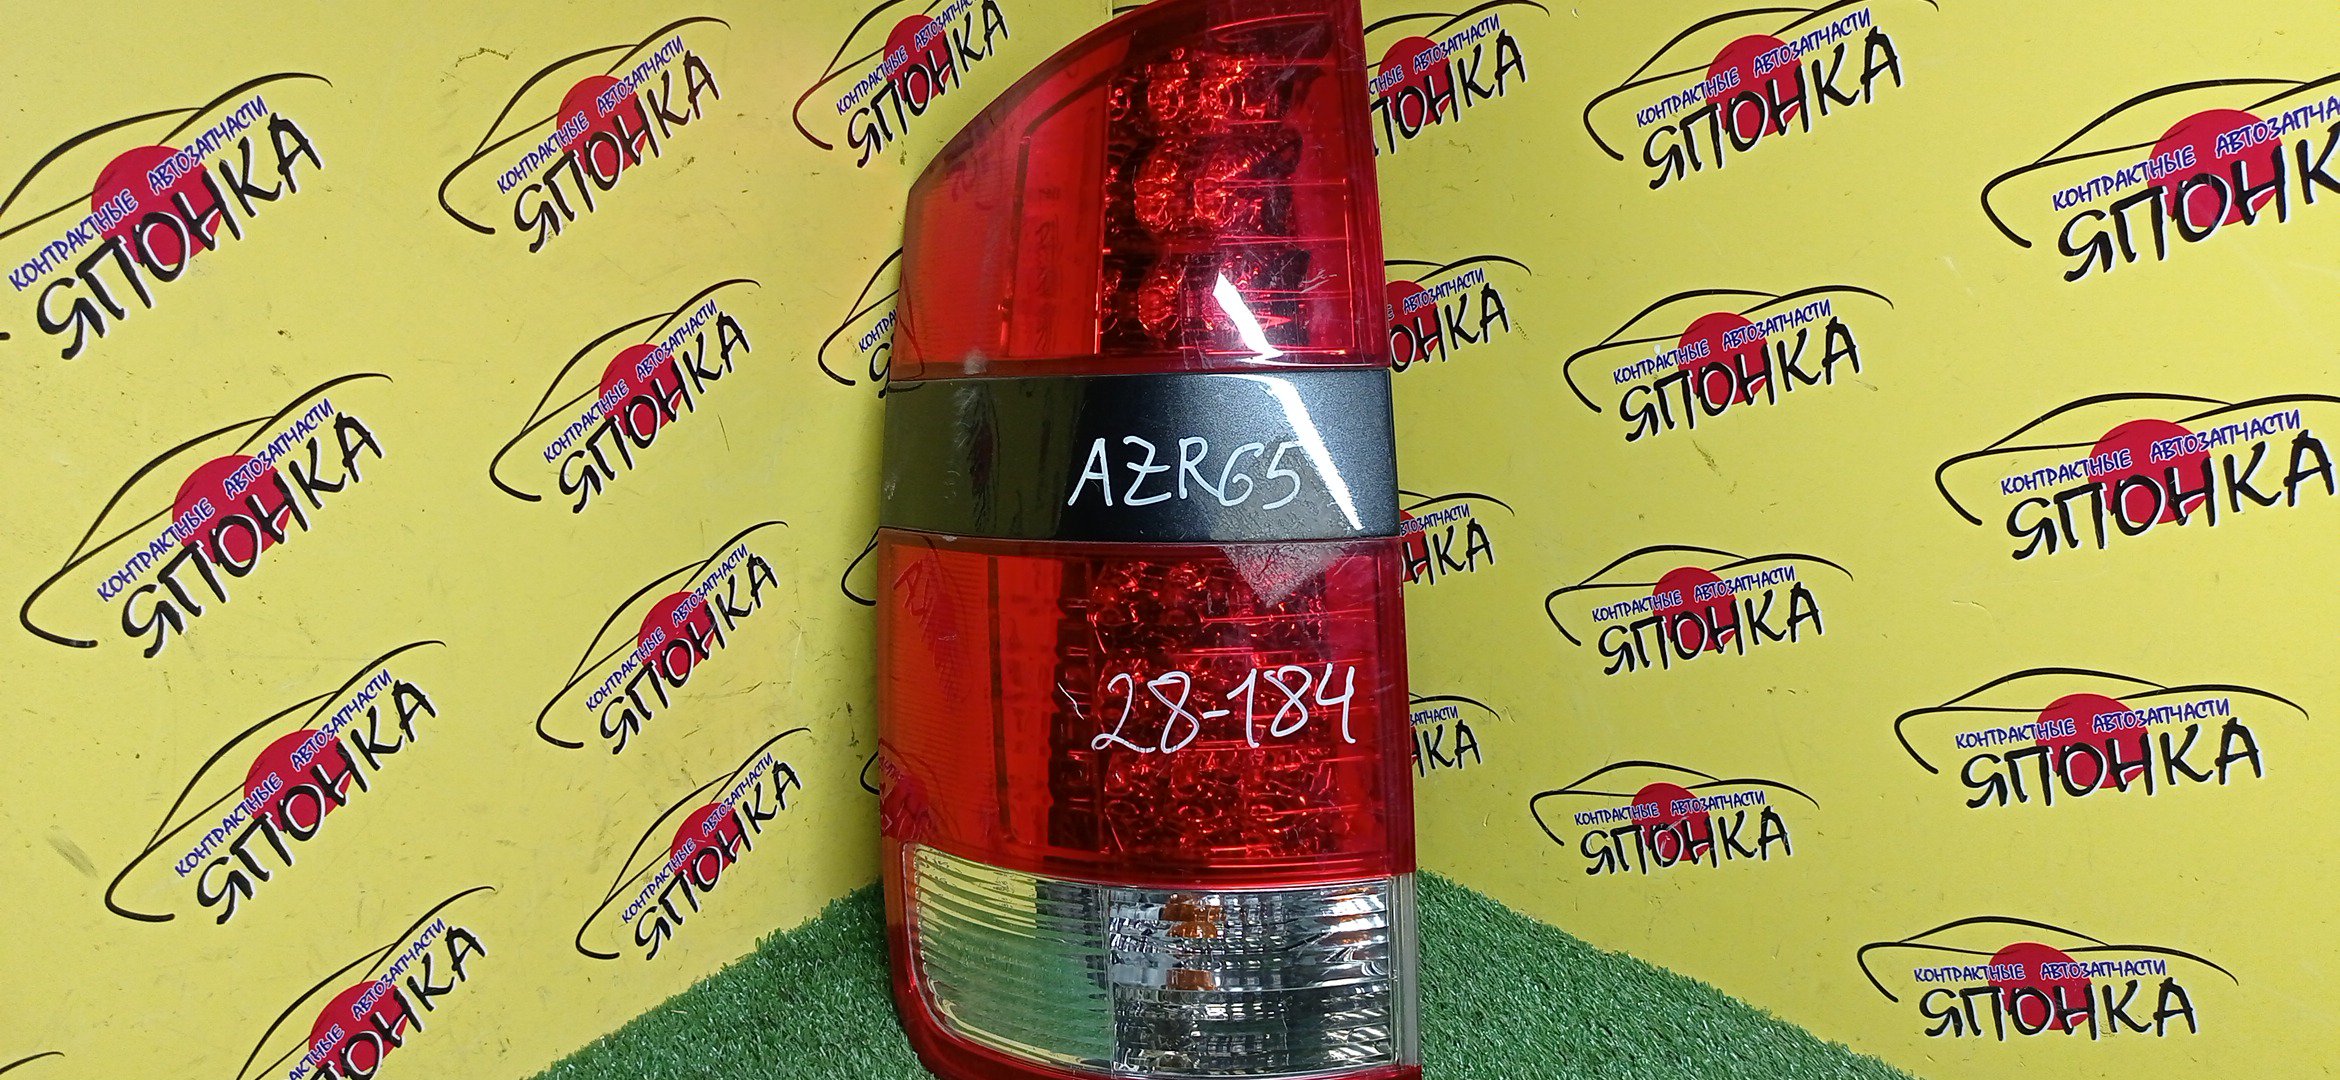 AZR65
28-184
КОНТРАКТНЫЕ АВТОЗАПЧАСТИ
ЯПОНКА